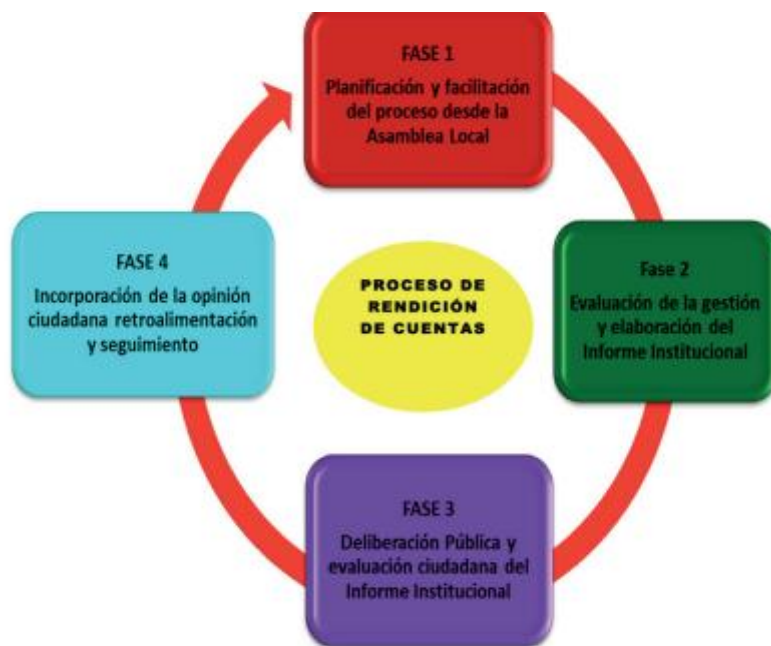 FASE 1
Planificación y facilitación
del proceso desde la
Asamblea Local
FASE 4
Incorporación de la opinión
ciudadana retroalimentación
y seguimiento
PROCESO DE
RENDICIÓN
DE CUENTAS
Fase 2
Evaluación de la gestión
y elaboración del
Informe Institucional
FASE 3
Deliberación Pública y
evaluación ciudadana del
Informe Institucional